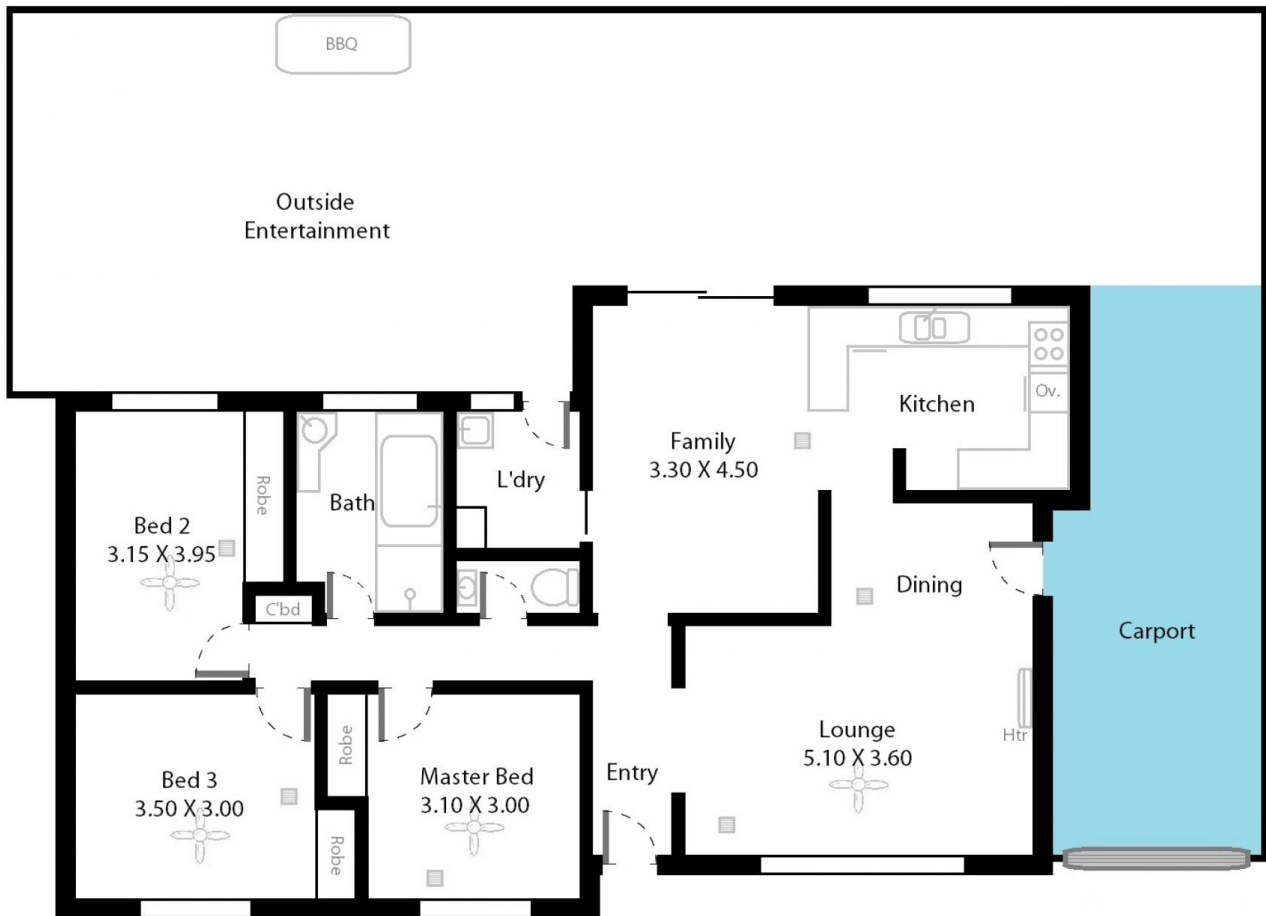 BBQ
Outside
Entertainment
Kitchen
Ov.
Family
3.30 X 4.50
L'dry
Bath
Robe
Bed 2
3.15 X 3.95
C'bd
Dining
Carport
Lounge
5.10 X 3.60
Htr
Entry
Robe
Master Bed
3.10 X 3.00
Bed 3
3.50 X 3.00
Robe